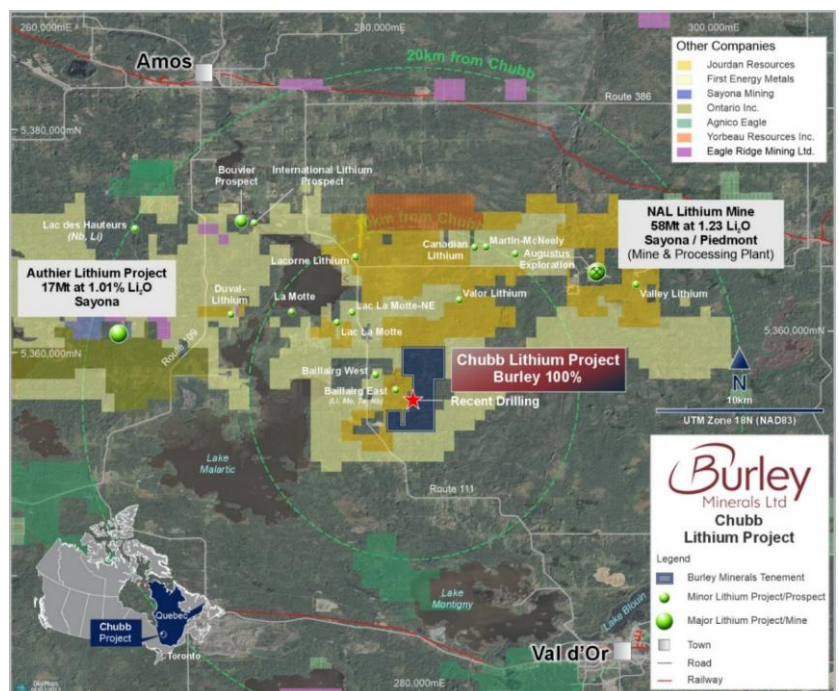 260,000mE
280,000mE
300,000mE
Amos
20km from Chubb
Route 386
5,380,000mN
Other Companies
Jourdan Resources
First Energy Metals
Sayona Mining
Ontario Inc.
Agnico Eagle
Yorbeau Resources Inc.
Eagle Ridge Mining Ltd.
Bouvier
Prospect
International Lithium
Prospect
Lac des Hauteurs
(Nb, Li)
10km from Chubb
NAL Lithium Mine
58Mt at 1.23 Li2O
Sayona / Piedmont
(Mine & Processing Plant)
Canadian
Lithium
Martin-McNeely
Augustus
Exploration
Lacorne Lithium
Authier Lithium Project
17Mt at 1.01% Li2O
Sayona
Duval-
Lithium
La Motte
Lac La Motte-NE
Lac La Motte
Valor Lithium
Valley Lithium
5,360,000mN
5,360,000mN
Route 109
Baillairg West
Baillairg East
(Li, Mo, Ta, Nb)
Chubb Lithium Project
Burley 100%
Recent Drilling
N
10km
UTM Zone 18N (NAD83)
Lake
Malartic
Route 111
Burley
Minerals Ltd
Chubb
Lithium Project
Legend
Burley Minerals Tenement
Minor Lithium Project/Prospect
Major Lithium Project/Mine
Town
Road
Railway
Quebec
Chubb
Project
Toronto
Lake
Montigny
Lake Blouin
Val d'Or
280,000mE